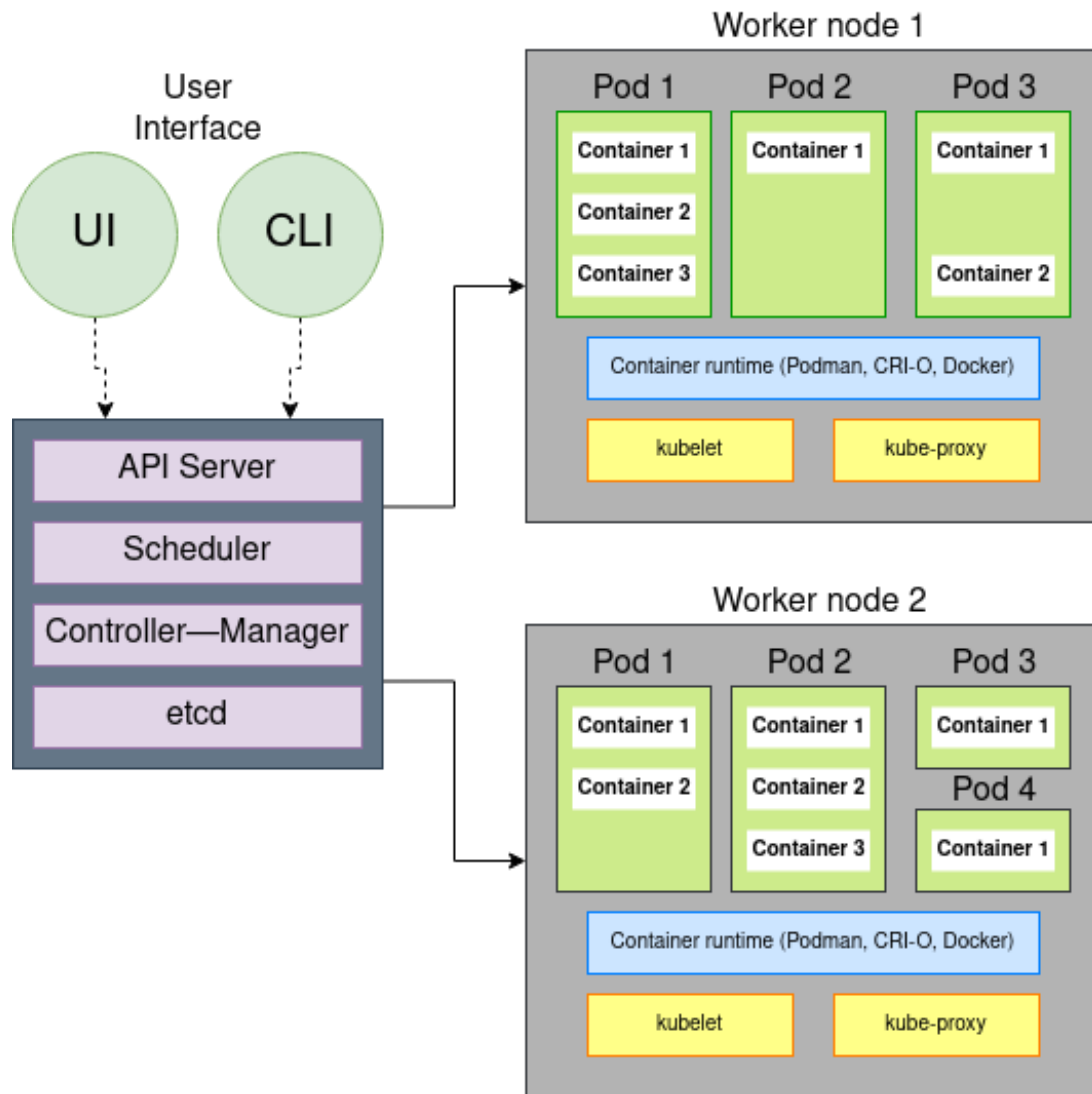 User
Interface
UI
CLI
API Server
Scheduler
Controller—Manager
etcd
Worker node 1
Pod 1
Pod 2
Pod 3
Container 1
Container 2
Container 3
Container 1
Container 1
Container 2
Container runtime (Podman, CRI-O, Docker)
kubelet
kube-proxy
Worker node 2
Pod 1
Pod 2
Pod 3
Container 1
Container 2
Container 1
Container 2
Container 3
Container 1
Pod 4
Container 1
Container runtime (Podman, CRI-O, Docker)
kubelet
kube-proxy